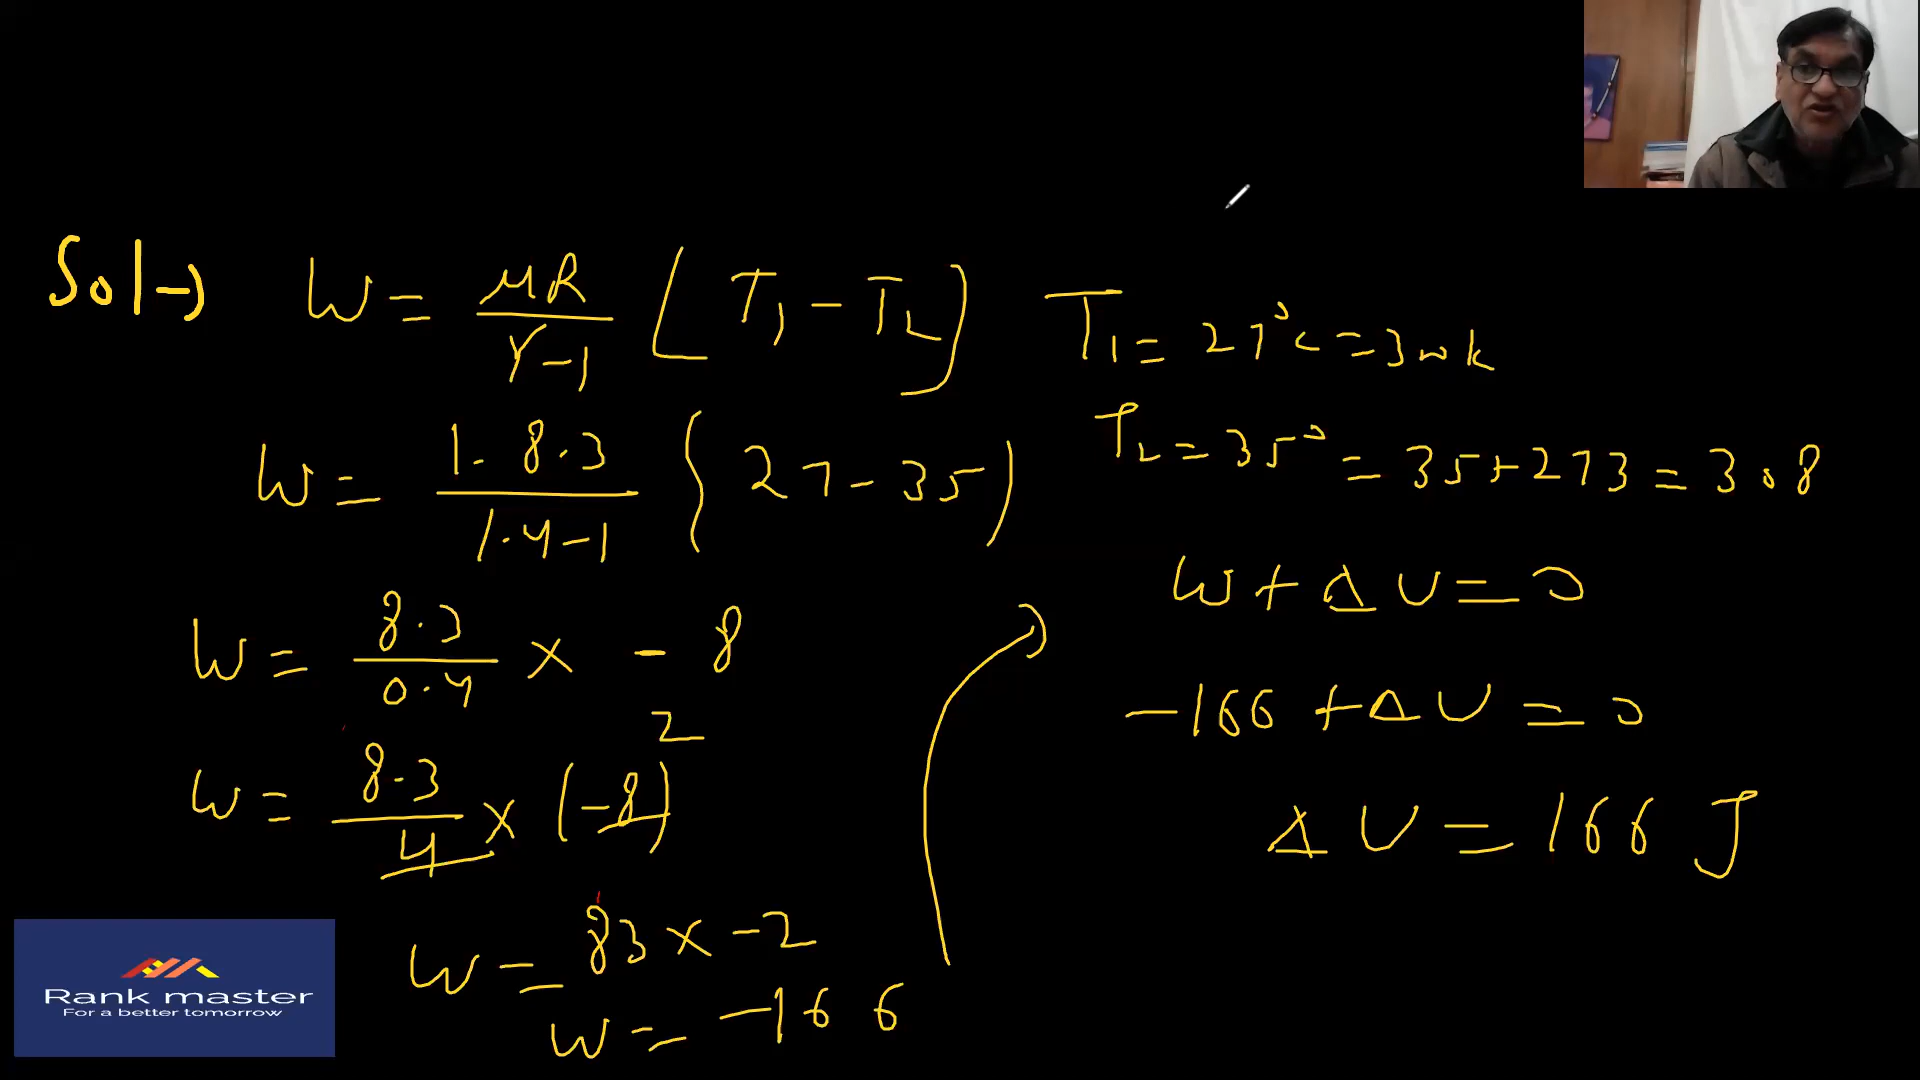 Sol→ W = μR/γ-1 [T₁ - T₂]
W = 1. 8.3/1.4-1 {27-35)
W = 8.3/0.4 × - 8
W = 8.3/4 × (-8) 2
W = 83 × -2
W = -166
T₁ = 27°C = 300 K
T₂ = 35° = 35+273 = 308
W + ΔU = 0
-166 + ΔU = 0
ΔU = 166 J
Rank master
For a better tomorrow